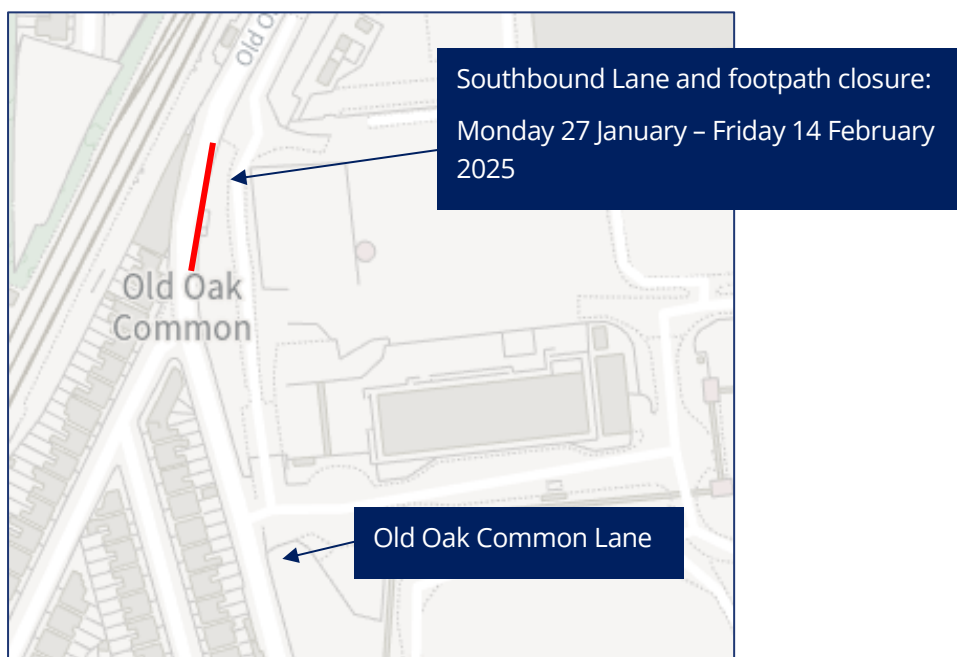 Old O
Southbound Lane and footpath closure:
Monday 27 January – Friday 14 February
2025
Old Oak
Common
Old Oak Common Lane